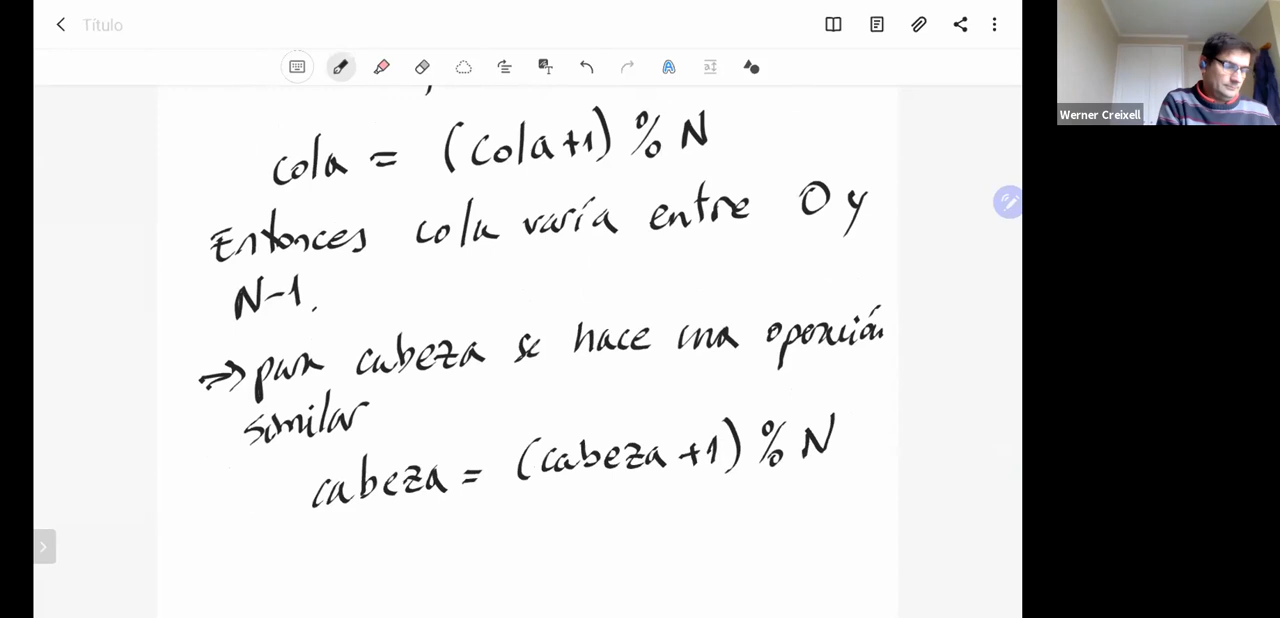 Título
cola = (cola+1) % N
Entonces cola varía entre 0 y
N-1.
⇒ para cabeza se hace una operación
similar
cabeza = (cabeza +1) % N
Werner Creixell